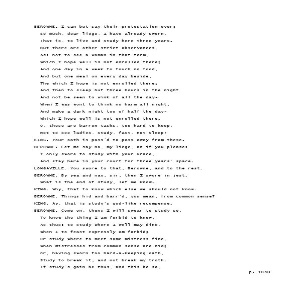 BEROWNE. I can but say their protestation over;
So much, dear liege, I have already sworn,
That is, to live and study here three years.
But there are other strict observances,
As: not to see a woman in that term,
Which I hope well is not enrolled there;
And one day in a week to touch no food,
And but one meal on every day beside,
The which I hope is not enrolled there;
And then to sleep but three hours in the night
And not be seen to wink of all the day,
When I was wont to think no harm all night,
And make a dark night too of half the day-
Which I hope well is not enrolled there.
O, these are barren tasks, too hard to keep,
Not to see ladies, study, fast, not sleep!
KING. Your oath is pass'd to pass away from these.
BEROWNE. Let me say no, my liege, an if you please:
I only swore to study with your Grace,
And stay here in your court for three years' space.
LONGAVILLE. You swore to that, Berowne, and to the rest.
BEROWNE. By yea and nay, sir, then I swore in jest.
What is the end of study, let me know.
KING. Why, that to know which else we should not know.
BEROWNE. Things hid and barr'd, you mean, from common sense?
KING. Ay, that is study's god-like recompense.
BEROWNE. Come on, then; I will swear to study so,
To know the thing I am forbid to know,
As thus: to study where I well may dine,
When I to feast expressly am forbid;
Or study where to meet some mistress fine,
When mistresses from common sense are hid;
Or, having sworn too hard-a-keeping oath,
Study to break it, and not break my troth.
If study's gain be thus, and this be so,